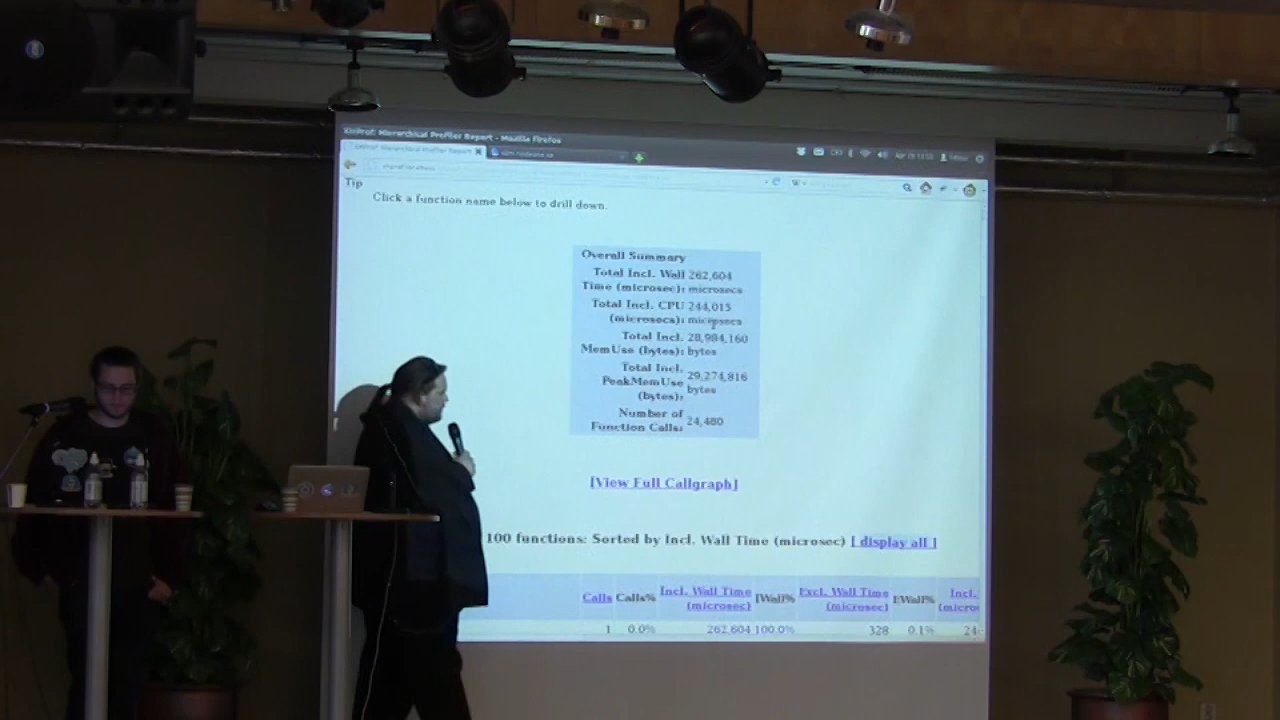 XHProf: Hierarchical Profiler Report - Mozilla Firefox
Hierarchical Profiler Report
Tip
Click a function name below to drill down.
Overall Summary
Total Incl. Wall 262,604
Time (microsec): microsecs
Total Incl. CPU 244,015
(microsecs): microsecs
Total Incl. 28,984,160
MemUse (bytes): bytes
Total Incl.
PeakMemUse 29,274,816
(bytes): bytes
Number of
Function Calls: 24,480
[View Full Callgraph]
100 functions: Sorted by Incl. Wall Time (microsec) [ display all ]
Calls Calls% Incl. Wall Time (microsec) IWall% Excl. Wall Time (microsec) EWall% Incl.
1 0.0% 262,604 100.0% 328 0.1%